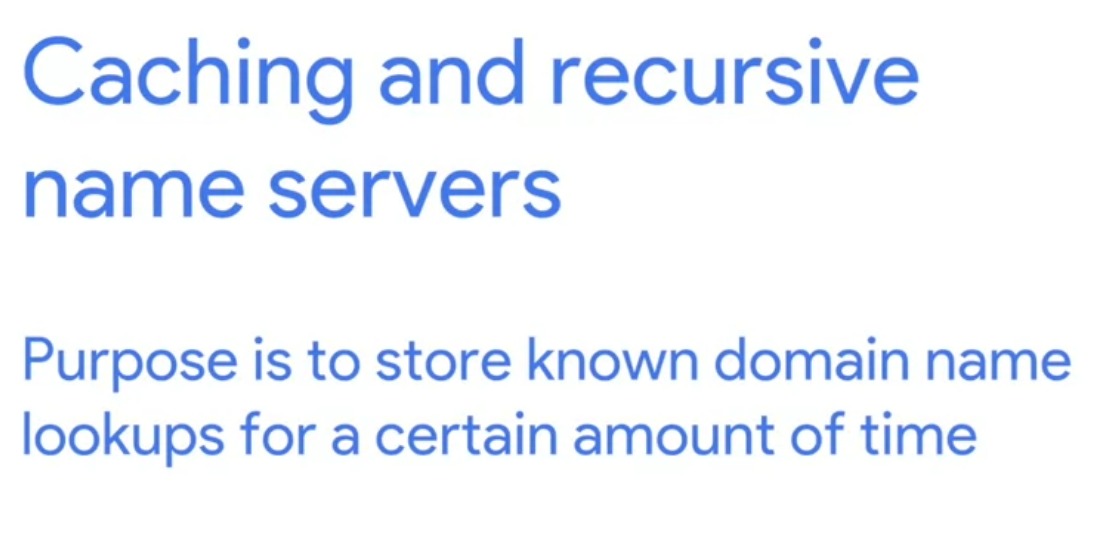 Caching and recursive
name servers
Purpose is to store known domain name
lookups for a certain amount of time